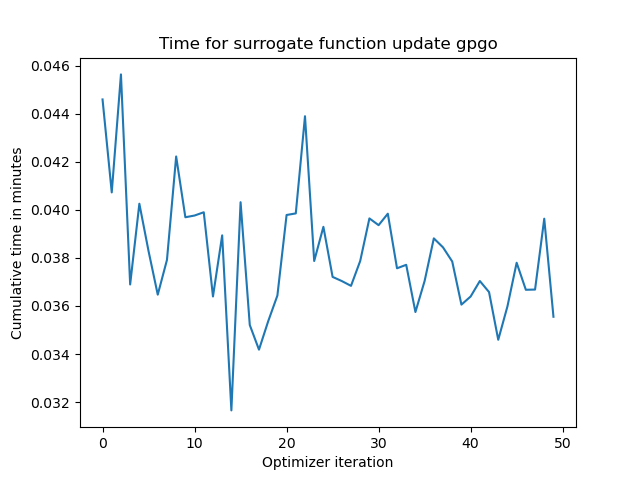 Time for surrogate function update gpgo
0.046
0.044
0.042
0.040
0.038
0.036
0.034
0.032
Cumulative time in minutes
0 10 20 30 40 50
Optimizer iteration